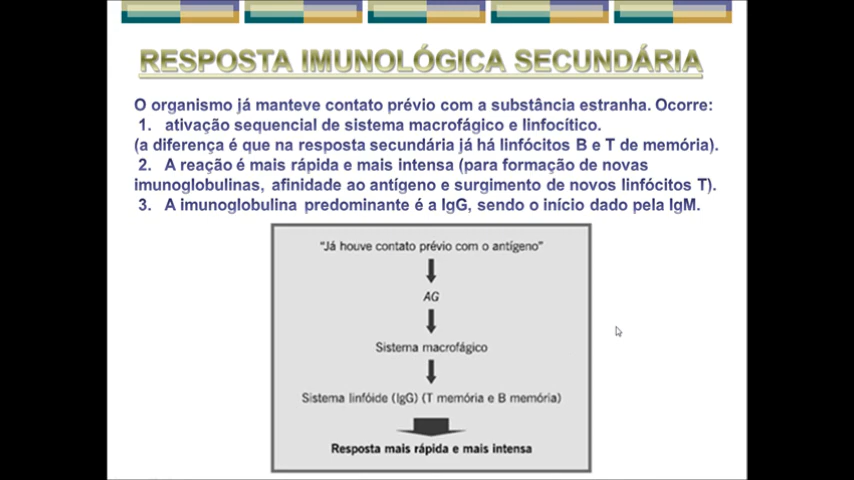 RESPOSTA IMUNOLÓGICA SECUNDÁRIA
O organismo já manteve contato prévio com a substância estranha. Ocorre:
1. ativação sequencial de sistema macrofágico e linfocítico.
(a diferença é que na resposta secundária já há linfócitos B e T de memória).
2. A reação é mais rápida e mais intensa (para formação de novas
imunoglobulinas, afinidade ao antígeno e surgimento de novos linfócitos T).
3. A imunoglobulina predominante é a IgG, sendo o início dado pela IgM.
"Já houve contato prévio com o antígeno"
AG
Sistema macrofágico
Sistema linfóide (IgG) (T memória e B memória)
Resposta mais rápida e mais intensa